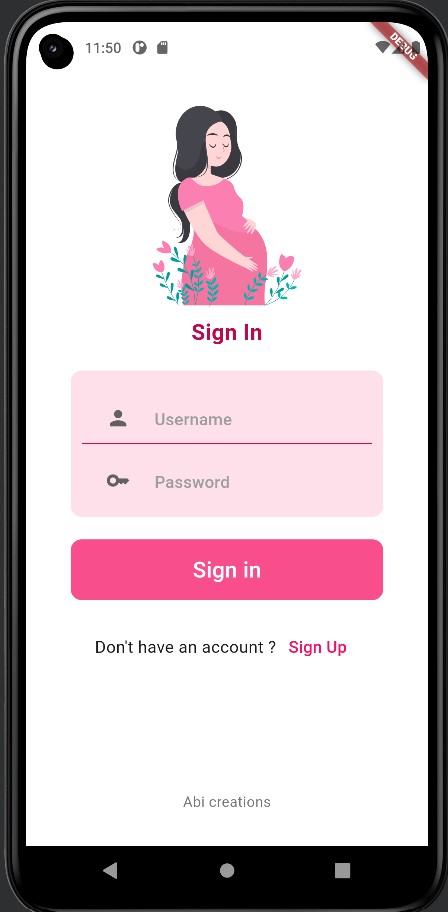 11:50
DEBUG
Sign In
Username
Password
Sign in
Don't have an account ? Sign Up
Abi creations